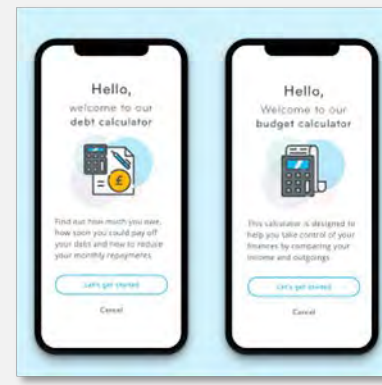 Hello,
welcome to our
debt calculator
£
Find out how much you owe,
how soon you could pay off
your debt and how to reduce
your monthly repayments
Let's get started
Cancel
Hello,
Welcome to our
budget calculator
This calculator is designed to
help you take control of your
finances by comparing your
income and outgoings
Let's get started
Cancel